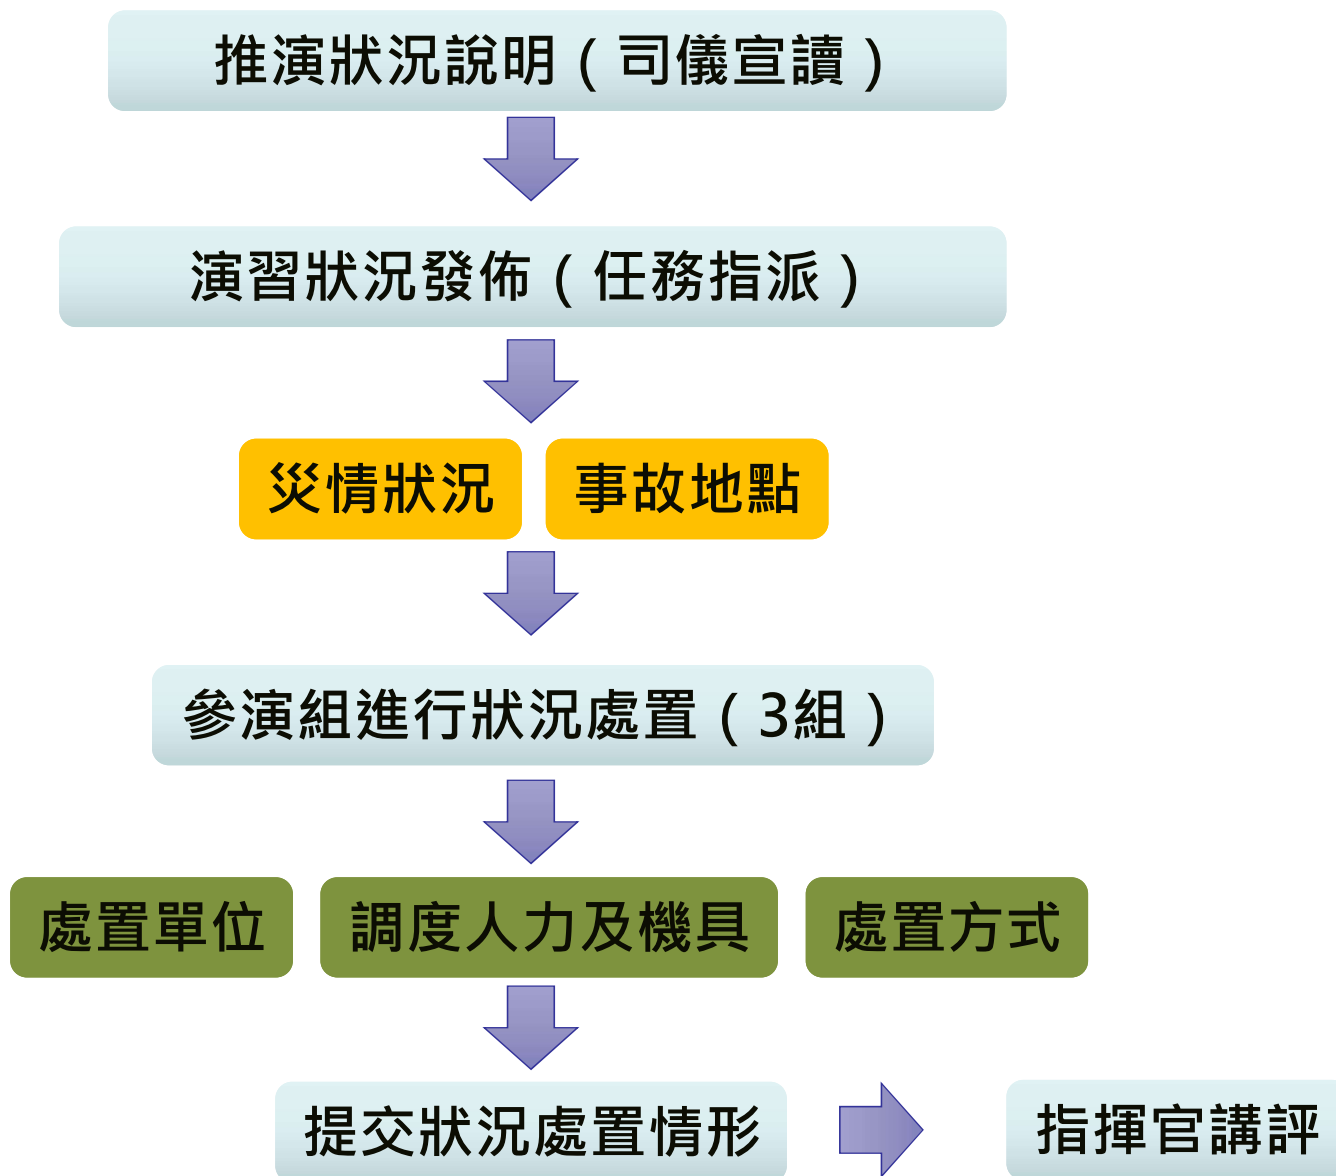 推演狀況說明（司儀宣讀）
演習狀況發佈（任務指派）
災情狀況 事故地點
參演組進行狀況處置（3組）
處置單位 調度人力及機具 處置方式
提交狀況處置情形 指揮官講評